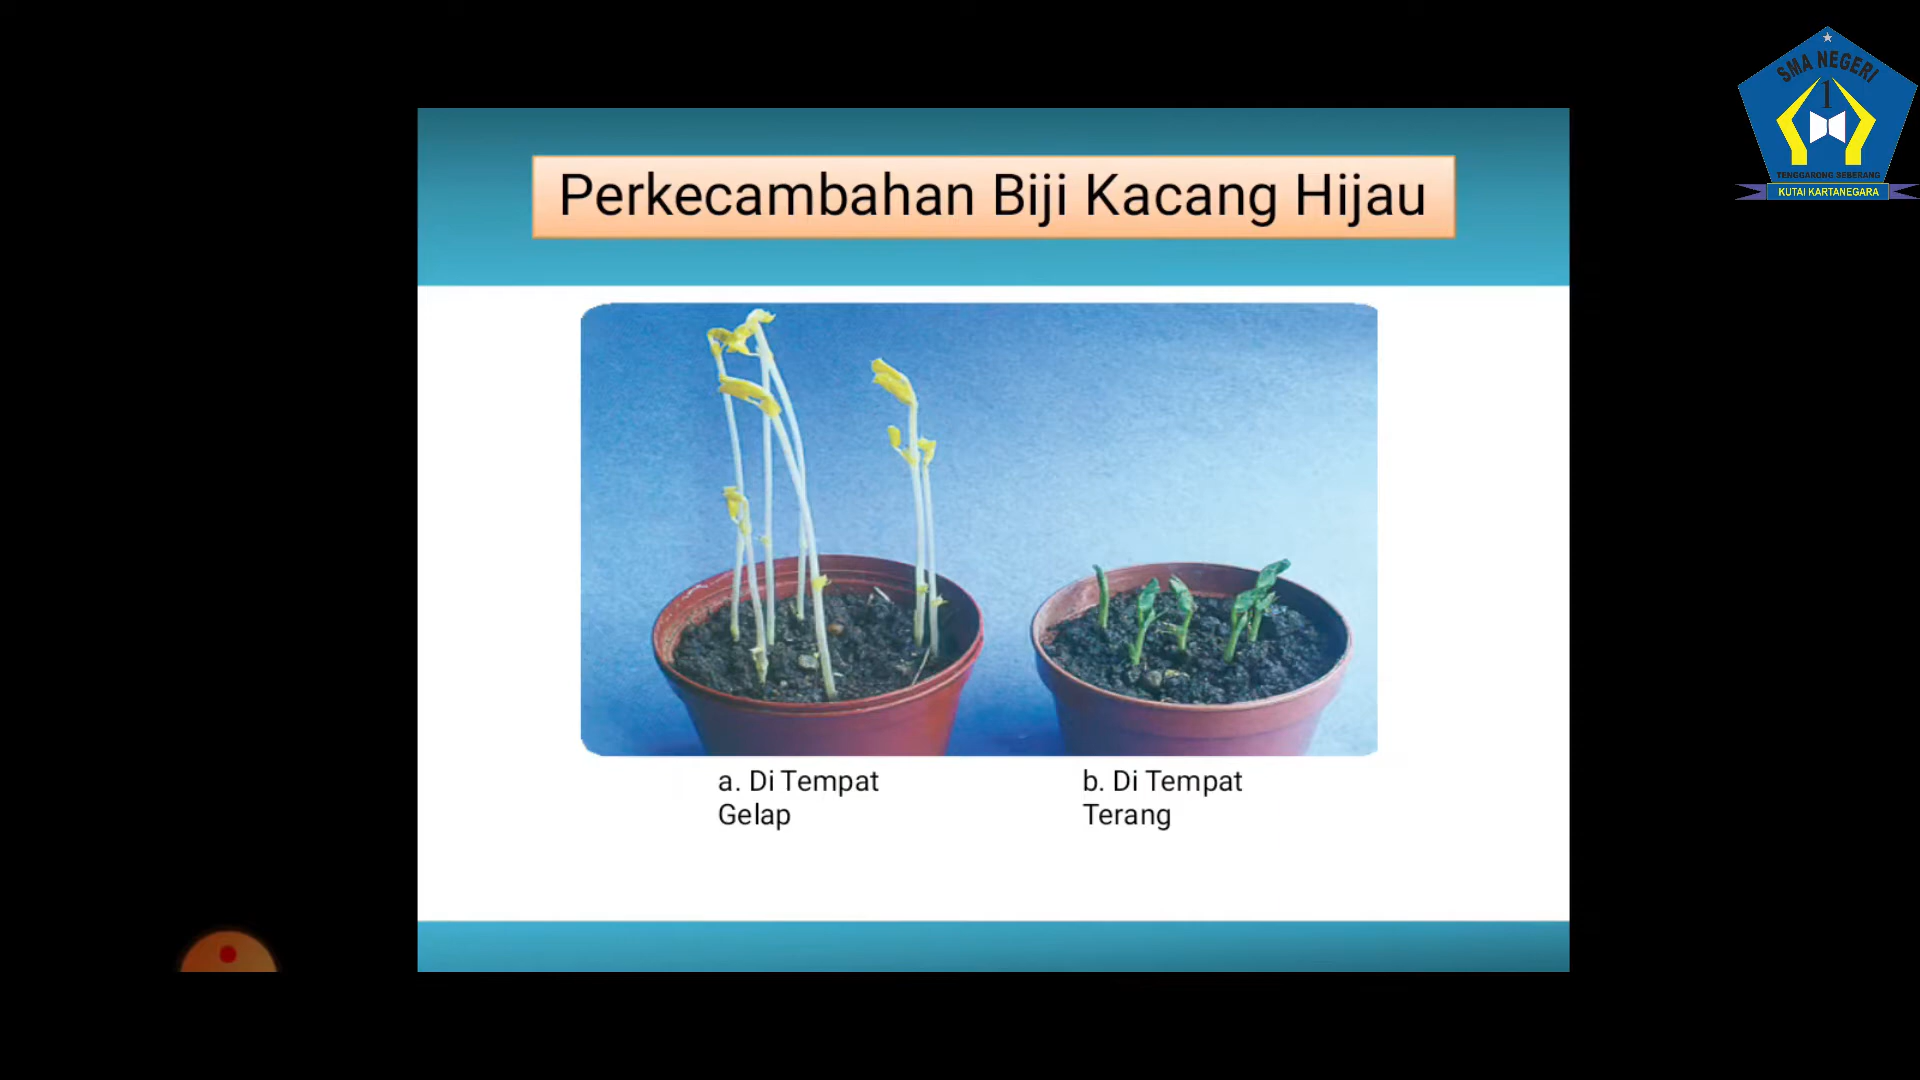 SMA NEGERI
1
TENGGARONG SEBERANG
KUTAI KARTANEGARA
Perkecambahan Biji Kacang Hijau
a. Di Tempat
Gelap
b. Di Tempat
Terang